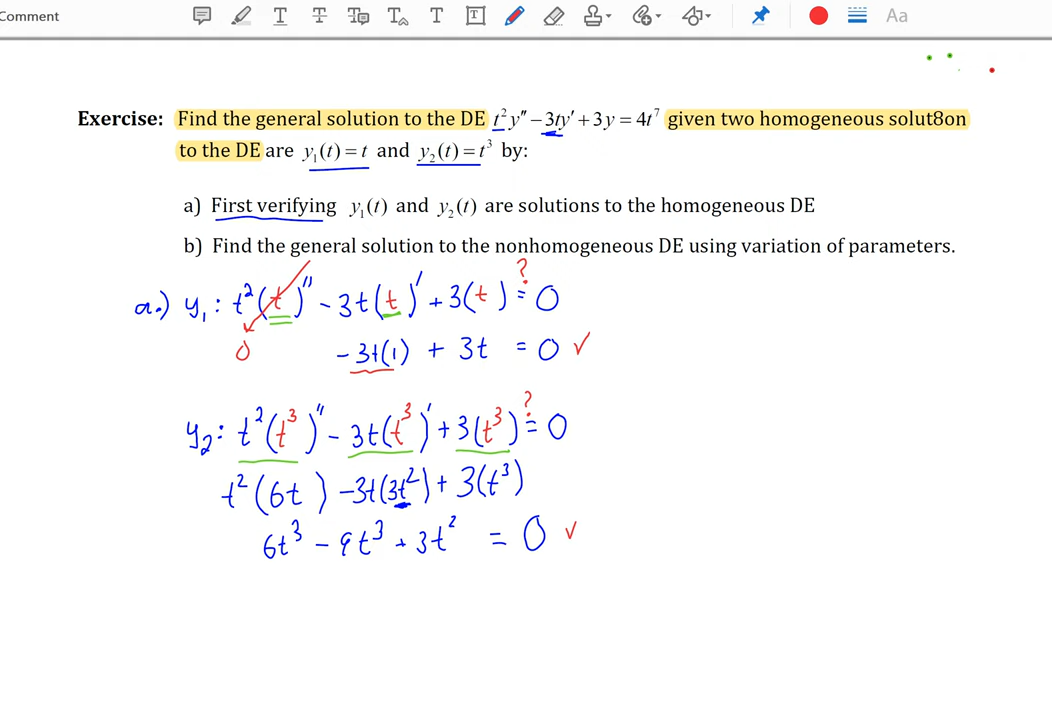 Comment T T T T T Aa
Exercise: Find the general solution to the DE t²y″ − 3ty′ + 3y = 4t⁷ given two homogeneous solut8on
to the DE are y₁(t) = t and y₂(t) = t³ by:
a) First verifying y₁(t) and y₂(t) are solutions to the homogeneous DE
b) Find the general solution to the nonhomogeneous DE using variation of parameters.
a.) y₁: t²(t)″ − 3t(t)′ + 3(t) ≟ 0
0 −3t(1) + 3t = 0 ✓
y₂: t²(t³)″ − 3t(t³)′ + 3(t³) ≟ 0
t²(6t) − 3t(3t²) + 3(t³)
6t³ − 9t³ + 3t² = 0 ✓